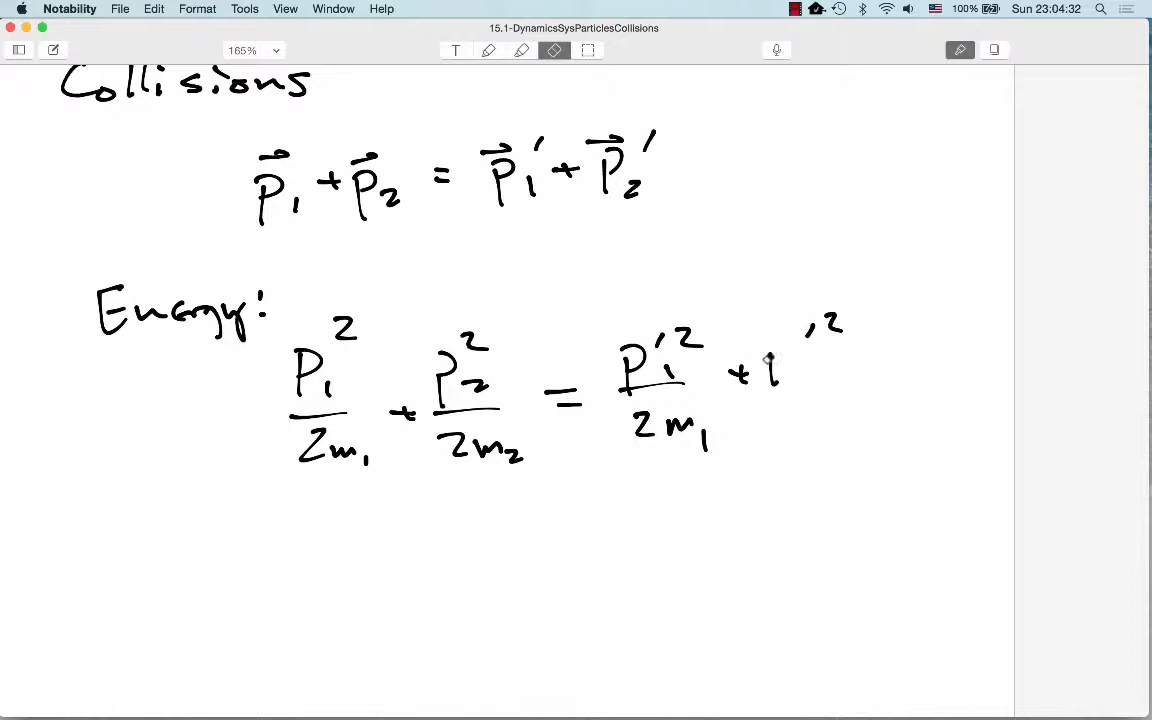 Notability File Edit Format Tools View Window Help 100% Sun 23:04:32
15.1-DynamicsSysParticlesCollisions
165% T
Collisions
p⃗₁ + p⃗₂ = p⃗₁′ + p⃗₂′
Energy:
P₁²/2m₁ + P₂²/2m₂ = P₁′²/2m₁ + ′²